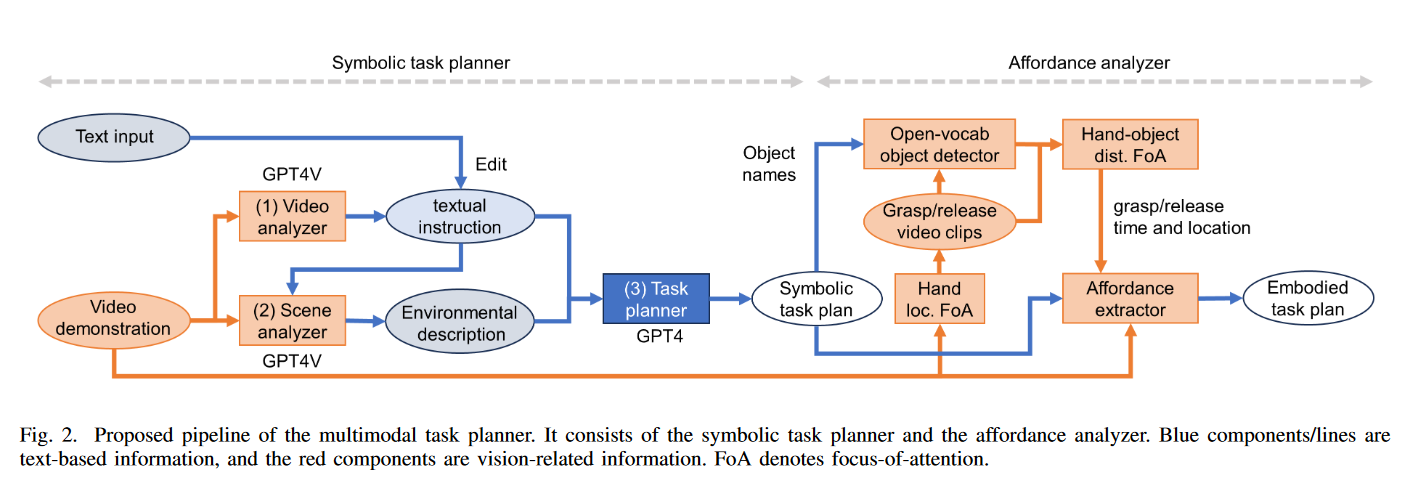 Symbolic task planner
Affordance analyzer
Text input
Edit
GPT4V
(1) Video
analyzer
textual
instruction
Video
demonstration
(2) Scene
analyzer
GPT4V
Environmental
description
(3) Task
planner
GPT4
Symbolic
task plan
Object
names
Open-vocab
object detector
Hand-object
dist. FoA
Grasp/release
video clips
grasp/release
time and location
Hand
loc. FoA
Affordance
extractor
Embodied
task plan
Fig. 2. Proposed pipeline of the multimodal task planner. It consists of the symbolic task planner and the affordance analyzer. Blue components/lines are
text-based information, and the red components are vision-related information. FoA denotes focus-of-attention.